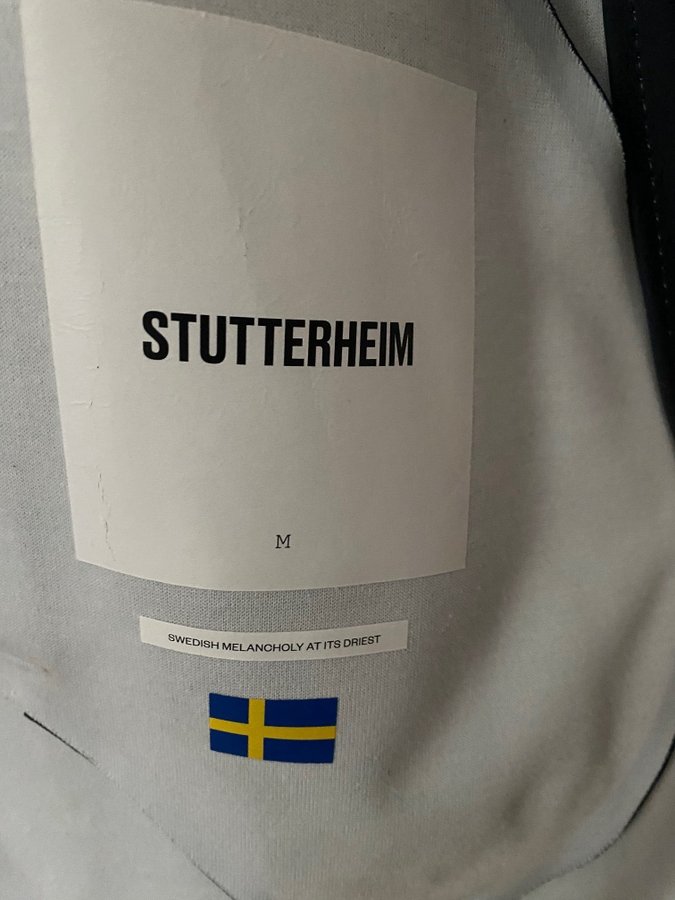 STUTTERHEIM
M
SWEDISH MELANCHOLY AT ITS DRIEST